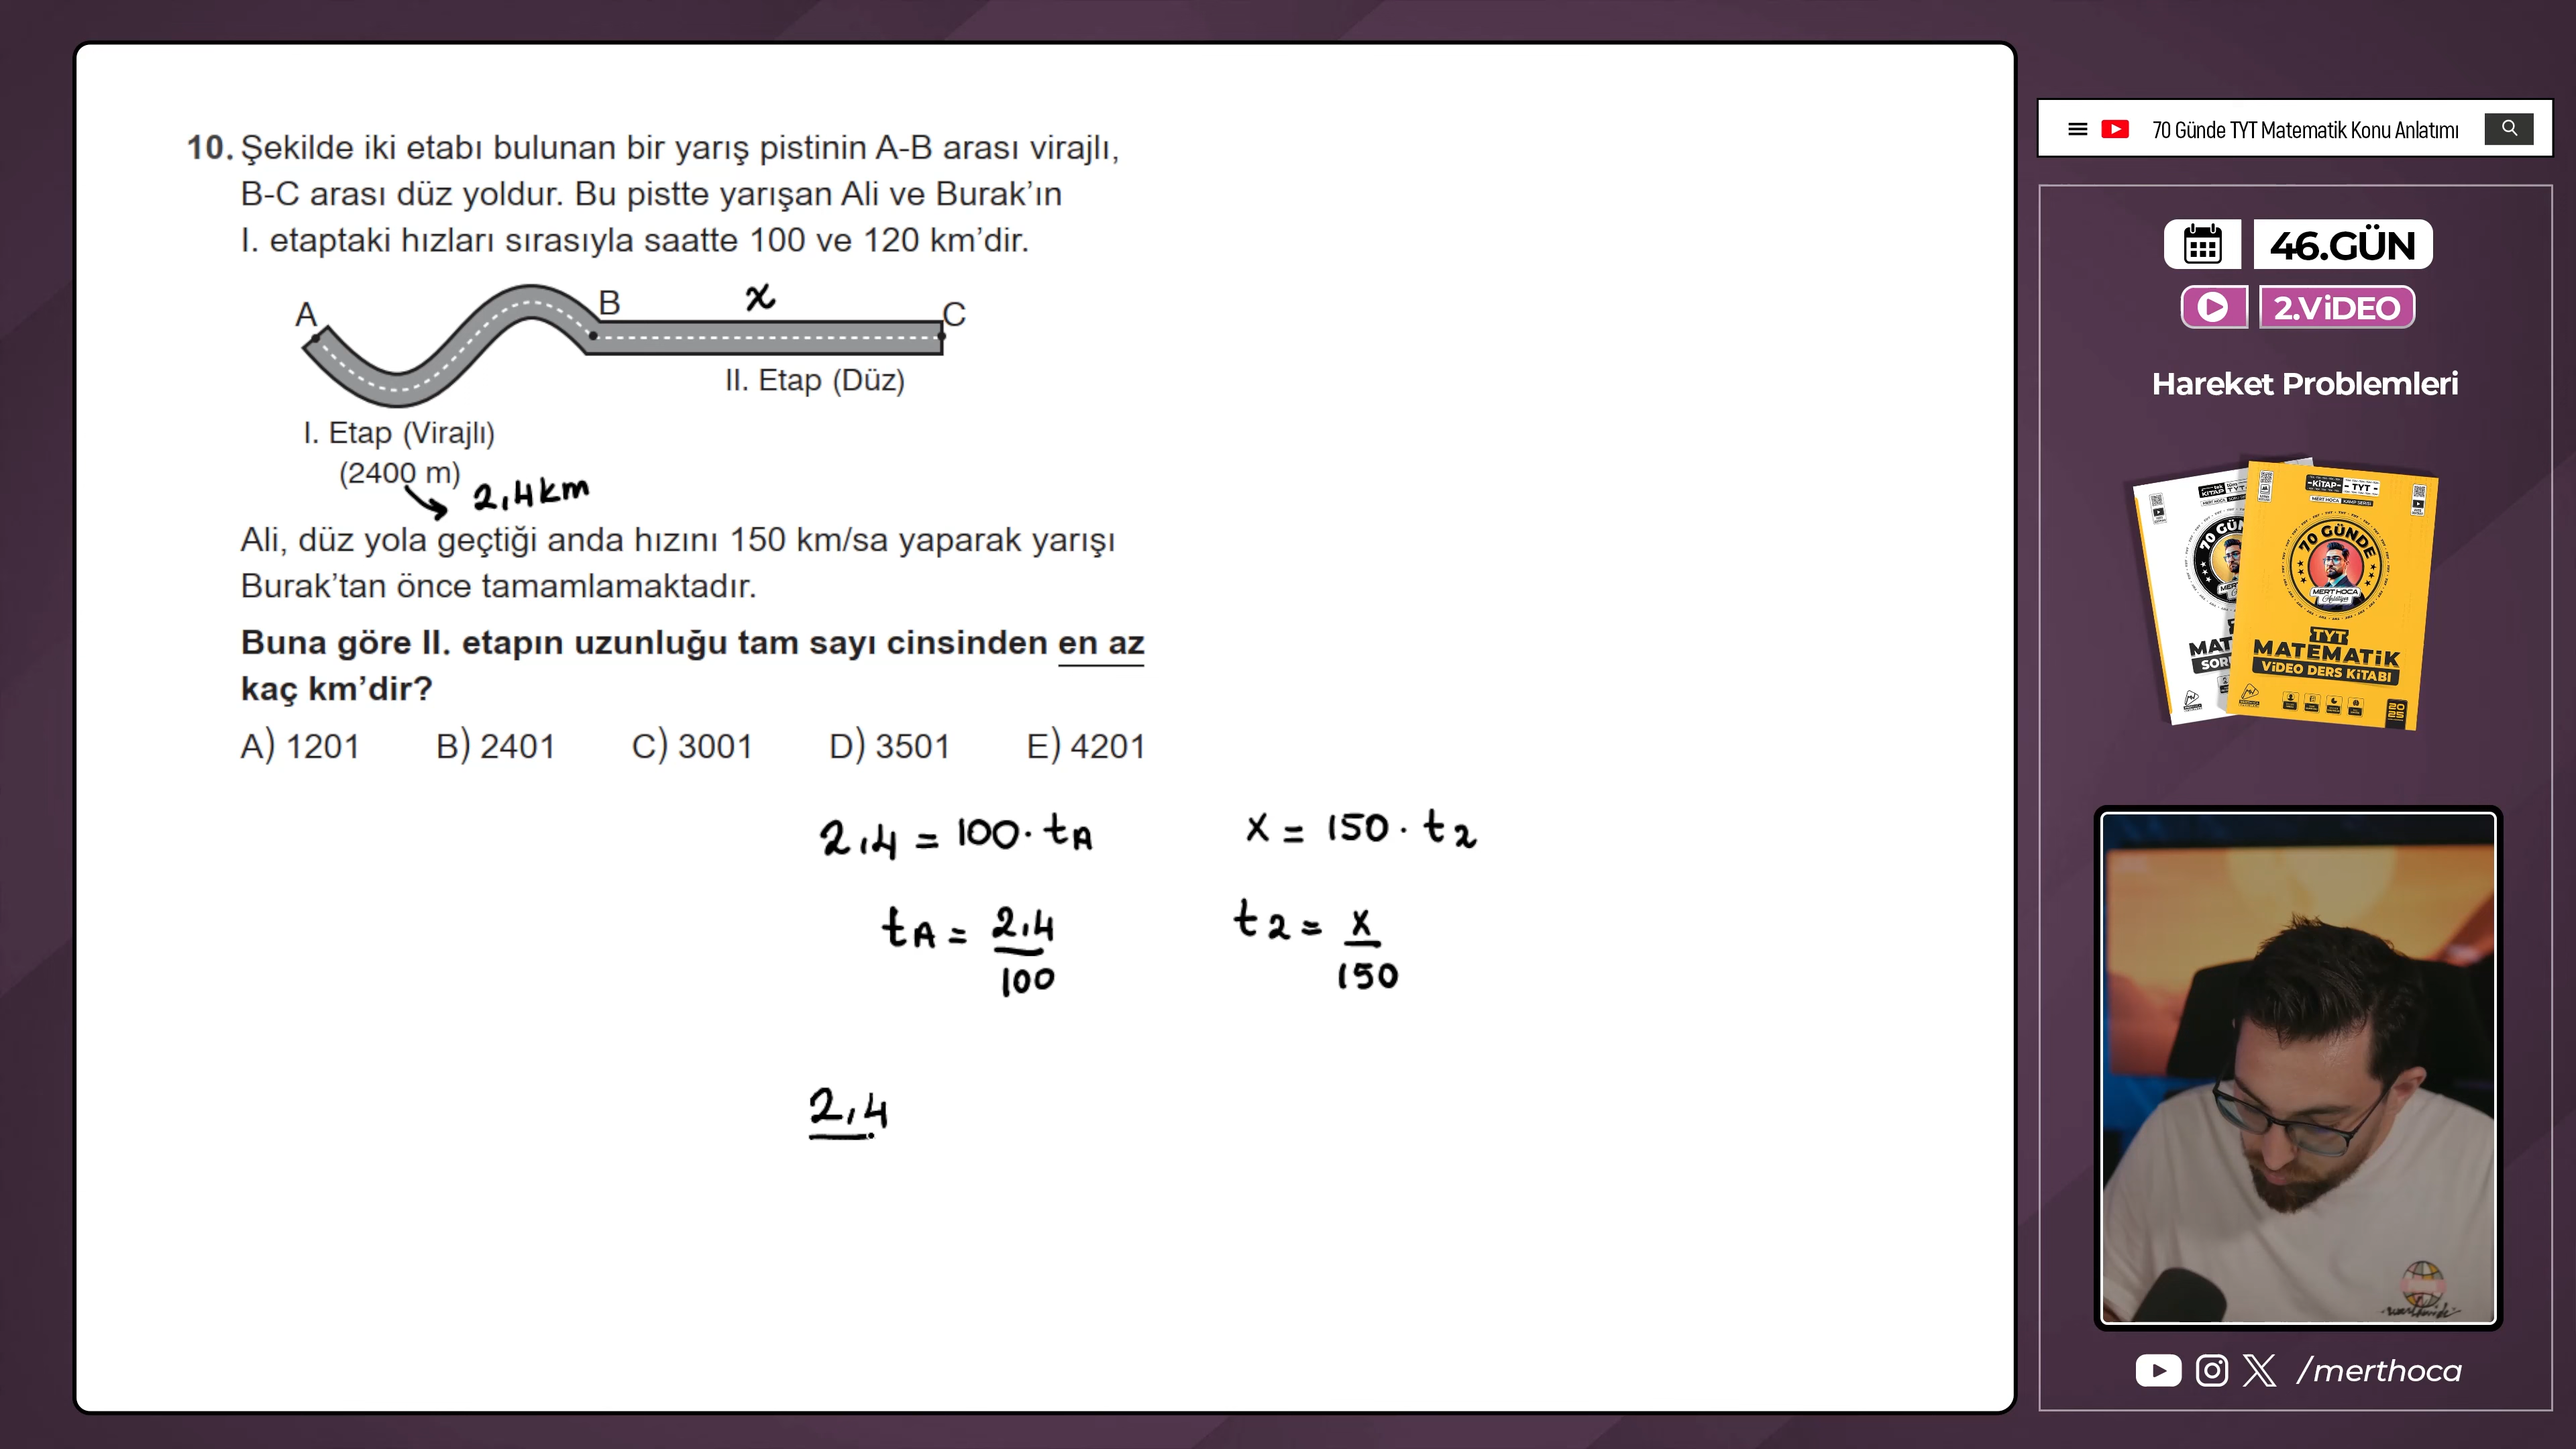 10. Şekilde iki etabı bulunan bir yarış pistinin A-B arası virajlı,
B-C arası düz yoldur. Bu pistte yarışan Ali ve Burak'ın
I. etaptaki hızları sırasıyla saatte 100 ve 120 km'dir.
A
B
x
C
II. Etap (Düz)
I. Etap (Virajlı)
(2400 m)
2,4km
Ali, düz yola geçtiği anda hızını 150 km/sa yaparak yarışı
Burak'tan önce tamamlamaktadır.
Buna göre II. etapın uzunluğu tam sayı cinsinden en az
kaç km'dir?
A) 1201 B) 2401 C) 3001 D) 3501 E) 4201
2,4 = 100 · tA
x = 150 · t2
tA = 2,4/100
t2 = x/150
2,4
70 Günde TYT Matematik Konu Anlatımı
46.GÜN
2.ViDEO
Hareket Problemleri
KiTAP
TYT
70 GÜNDE
MERT HOCA
TYT
MATEMATiK
ViDEO DERS KiTABI
2025
/merthoca